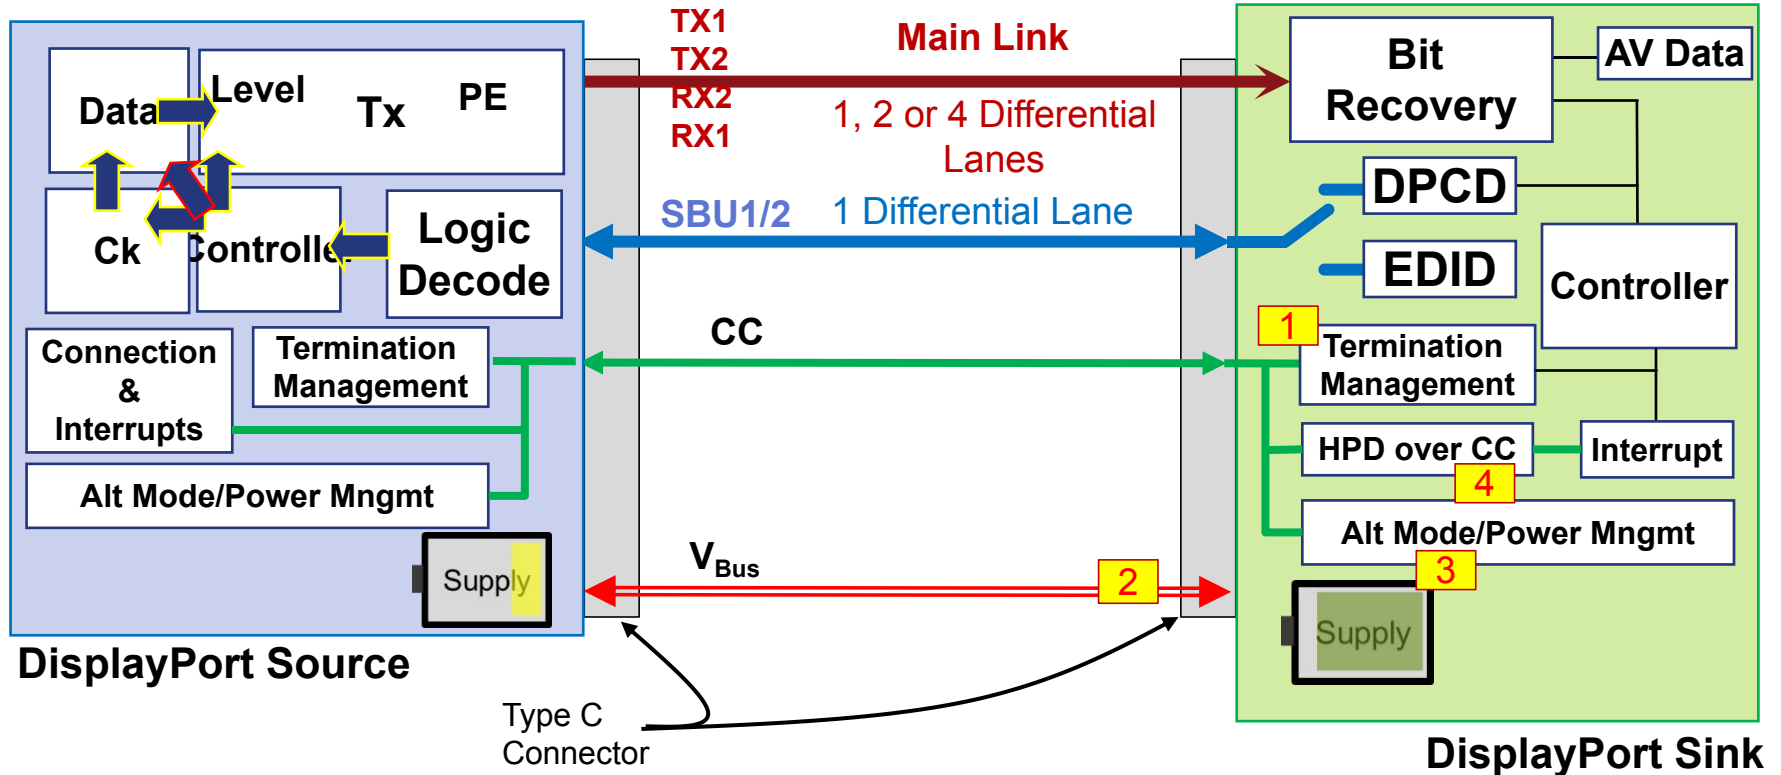 TX1
TX2
RX2
RX1
Main Link
1, 2 or 4 Differential
Lanes
Data
Level
Tx
PE
Ck
Controller
Logic
Decode
SBU1/2
1 Differential Lane
Connection
&
Interrupts
Termination
Management
Alt Mode/Power Mngmt
Supply
CC
VBus
2
Bit
Recovery
AV Data
DPCD
EDID
Controller
1
Termination
Management
HPD over CC
Interrupt
4
Alt Mode/Power Mngmt
3
Supply
DisplayPort Source
Type C
Connector
DisplayPort Sink